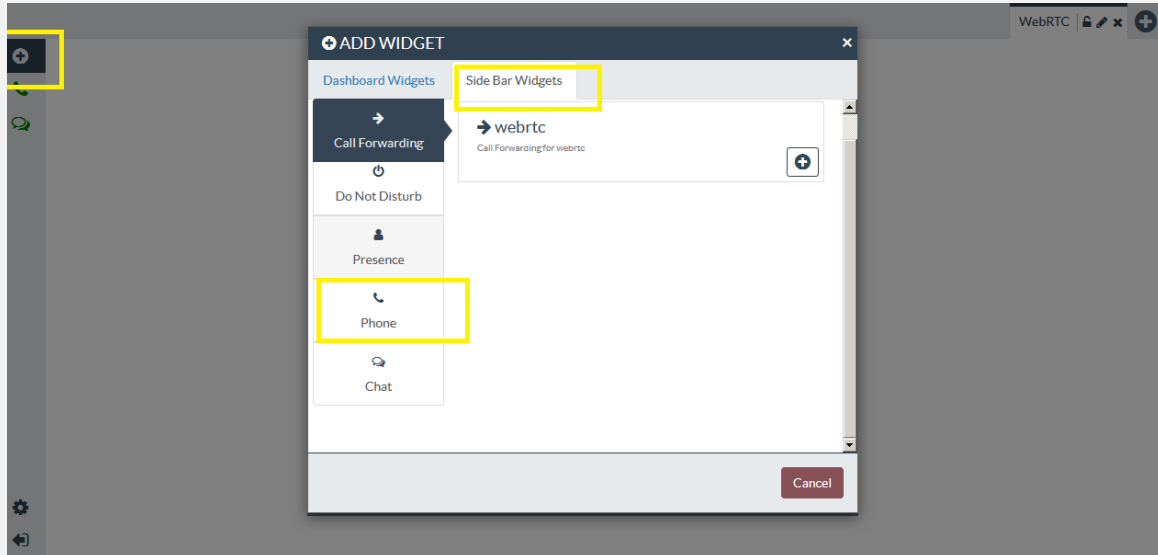 WebRTC
ADD WIDGET
Dashboard Widgets
Side Bar Widgets
Call Forwarding
webrtc
Call Forwarding for webrtc
Do Not Disturb
Presence
Phone
Chat
Cancel